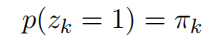 p(z_k = 1) = π_k